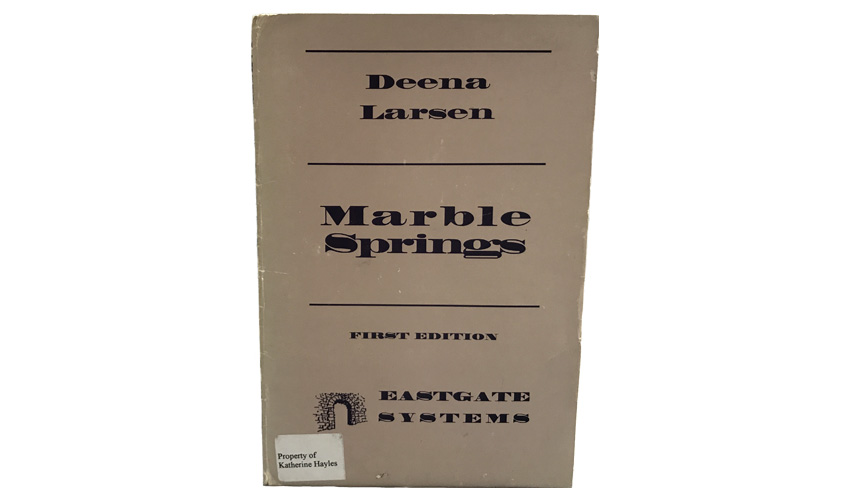 Deena
Larsen
Marble
Springs
FIRST EDITION
EASTGATE
SYSTEMS
Property of
Katherine Hayles